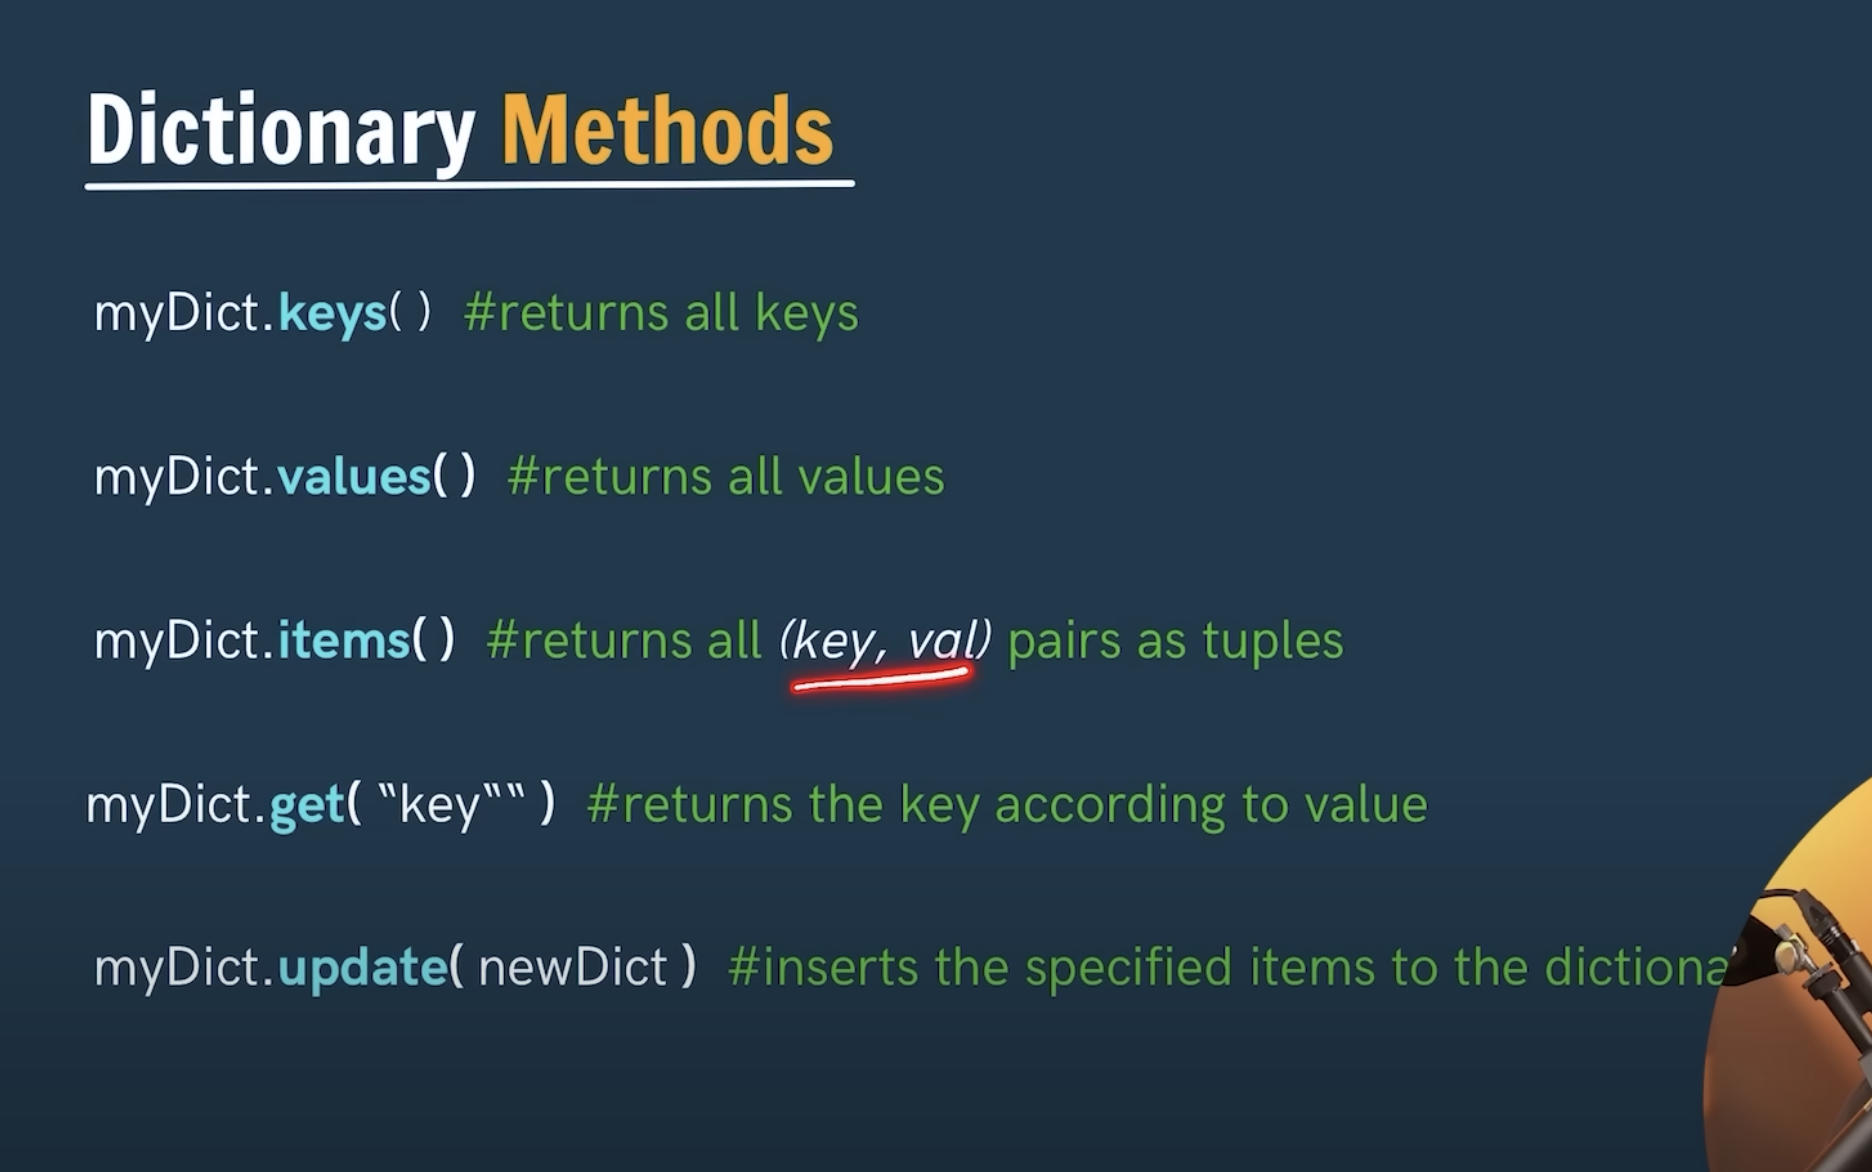 Dictionary Methods
myDict.keys( ) #returns all keys
myDict.values( ) #returns all values
myDict.items( ) #returns all (key, val) pairs as tuples
myDict.get( “key““ ) #returns the key according to value
myDict.update( newDict ) #inserts the specified items to the